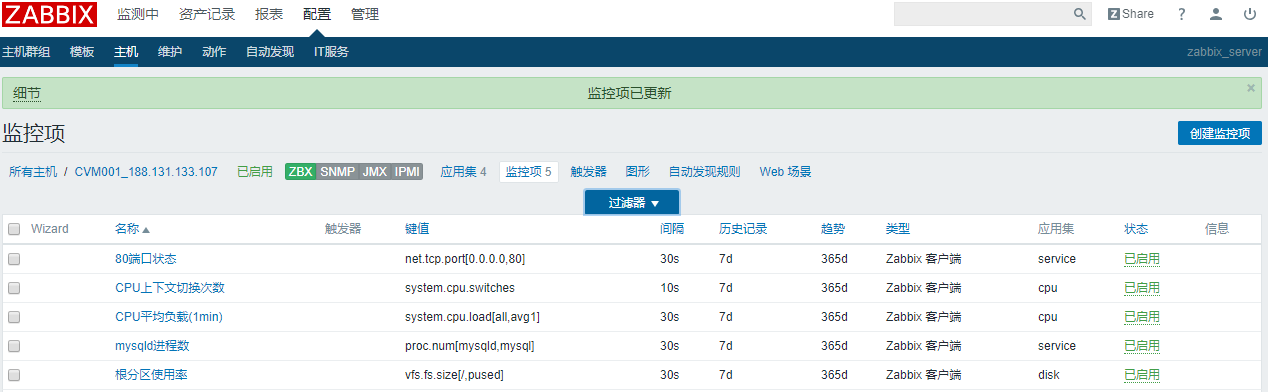 ZABBIX 监测中 资产记录 报表 配置 管理 Z Share ?
主机群组 模板 主机 维护 动作 自动发现 IT服务 zabbix_server
细节 监控项已更新 ×
监控项 创建监控项
所有主机 / CVM001_188.131.133.107 已启用 ZBX SNMP JMX IPMI 应用集 4 监控项 5 触发器 图形 自动发现规则 Web 场景
过滤器
Wizard 名称 触发器 键值 间隔 历史记录 趋势 类型 应用集 状态 信息
80端口状态 net.tcp.port[0.0.0.0,80] 30s 7d 365d Zabbix 客户端 service 已启用
CPU上下文切换次数 system.cpu.switches 10s 7d 365d Zabbix 客户端 cpu 已启用
CPU平均负载(1min) system.cpu.load[all,avg1] 30s 7d 365d Zabbix 客户端 cpu 已启用
mysqld进程数 proc.num[mysqld,mysql] 30s 7d 365d Zabbix 客户端 service 已启用
根分区使用率 vfs.fs.size[/,pused] 30s 7d 365d Zabbix 客户端 disk 已启用